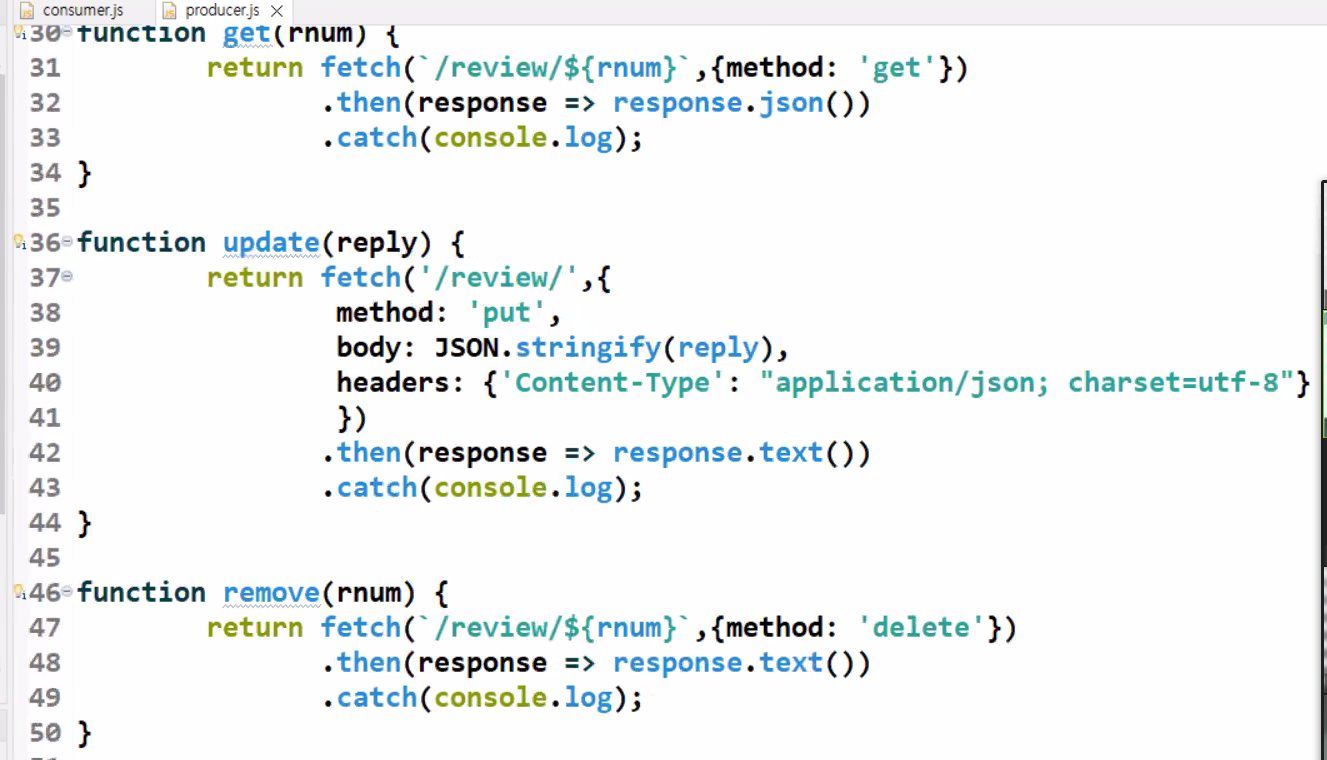 consumer.js producer.js
30 function get(rnum) {
31 return fetch(`/review/${rnum}`,{method: 'get'})
32 .then(response => response.json())
33 .catch(console.log);
34 }
35
36 function update(reply) {
37 return fetch('/review/',{
38 method: 'put',
39 body: JSON.stringify(reply),
40 headers: {'Content-Type': "application/json; charset=utf-8"}
41 })
42 .then(response => response.text())
43 .catch(console.log);
44 }
45
46 function remove(rnum) {
47 return fetch(`/review/${rnum}`,{method: 'delete'})
48 .then(response => response.text())
49 .catch(console.log);
50 }